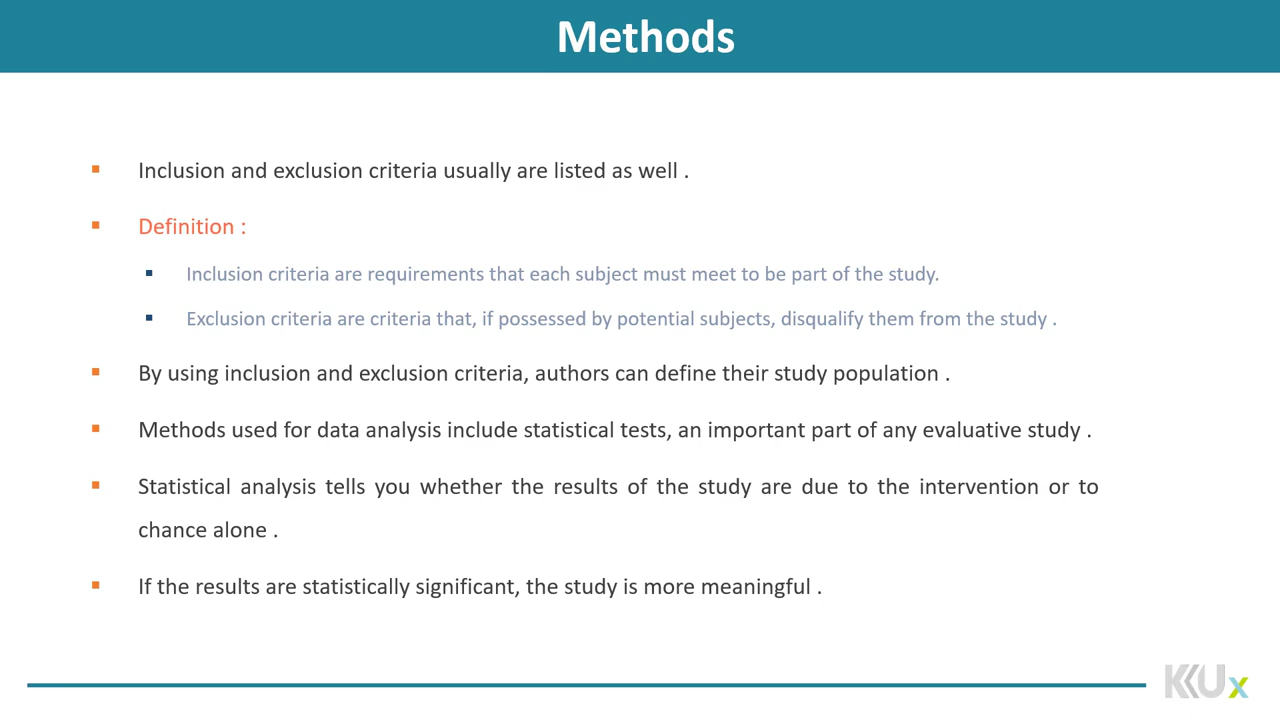 Methods
Inclusion and exclusion criteria usually are listed as well .
Definition :
Inclusion criteria are requirements that each subject must meet to be part of the study.
Exclusion criteria are criteria that, if possessed by potential subjects, disqualify them from the study .
By using inclusion and exclusion criteria, authors can define their study population .
Methods used for data analysis include statistical tests, an important part of any evaluative study .
Statistical analysis tells you whether the results of the study are due to the intervention or to
chance alone .
If the results are statistically significant, the study is more meaningful .
KKUx